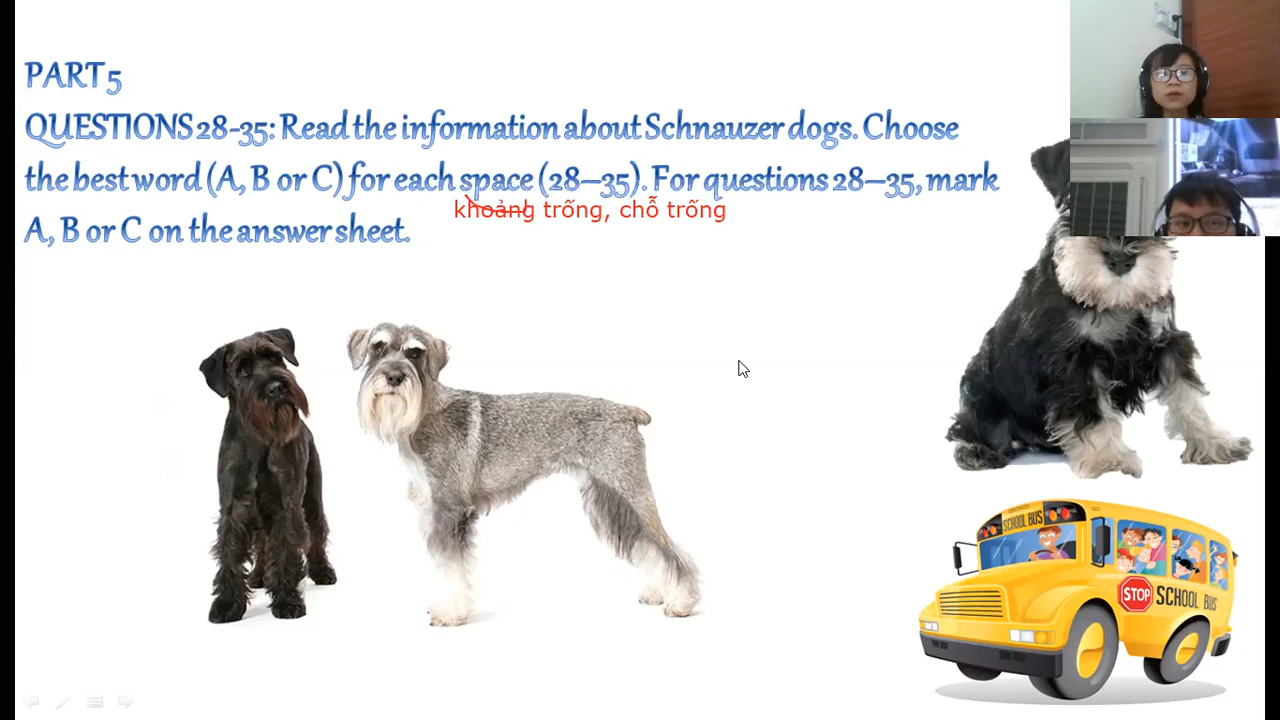 PART 5
QUESTIONS 28-35: Read the information about Schnauzer dogs. Choose
the best word (A, B or C) for each space (28–35). For questions 28–35, mark
khoảng trống, chỗ trống
A, B or C on the answer sheet.
SCHOOL BUS
STOP SCHOOL BUS